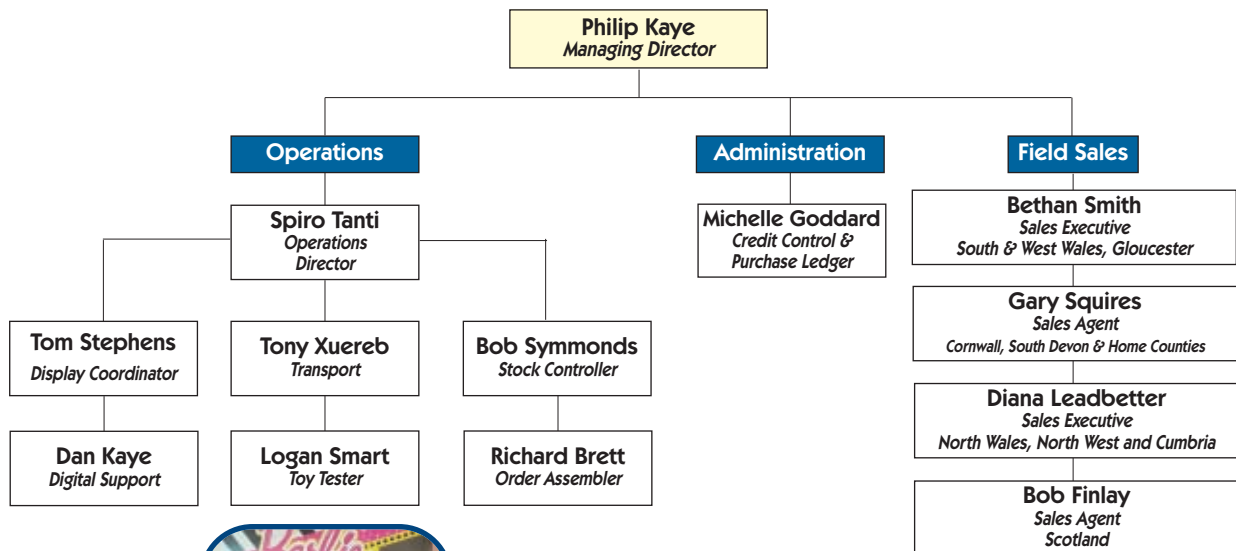 Philip Kaye
Managing Director
Operations
Administration
Field Sales
Spiro Tanti
Operations
Director
Michelle Goddard
Credit Control &
Purchase Ledger
Bethan Smith
Sales Executive
South & West Wales, Gloucester
Gary Squires
Sales Agent
Cornwall, South Devon & Home Counties
Tom Stephens
Display Coordinator
Tony Xuereb
Transport
Bob Symmonds
Stock Controller
Diana Leadbetter
Sales Executive
North Wales, North West and Cumbria
Dan Kaye
Digital Support
Logan Smart
Toy Tester
Richard Brett
Order Assembler
Bob Finlay
Sales Agent
Scotland